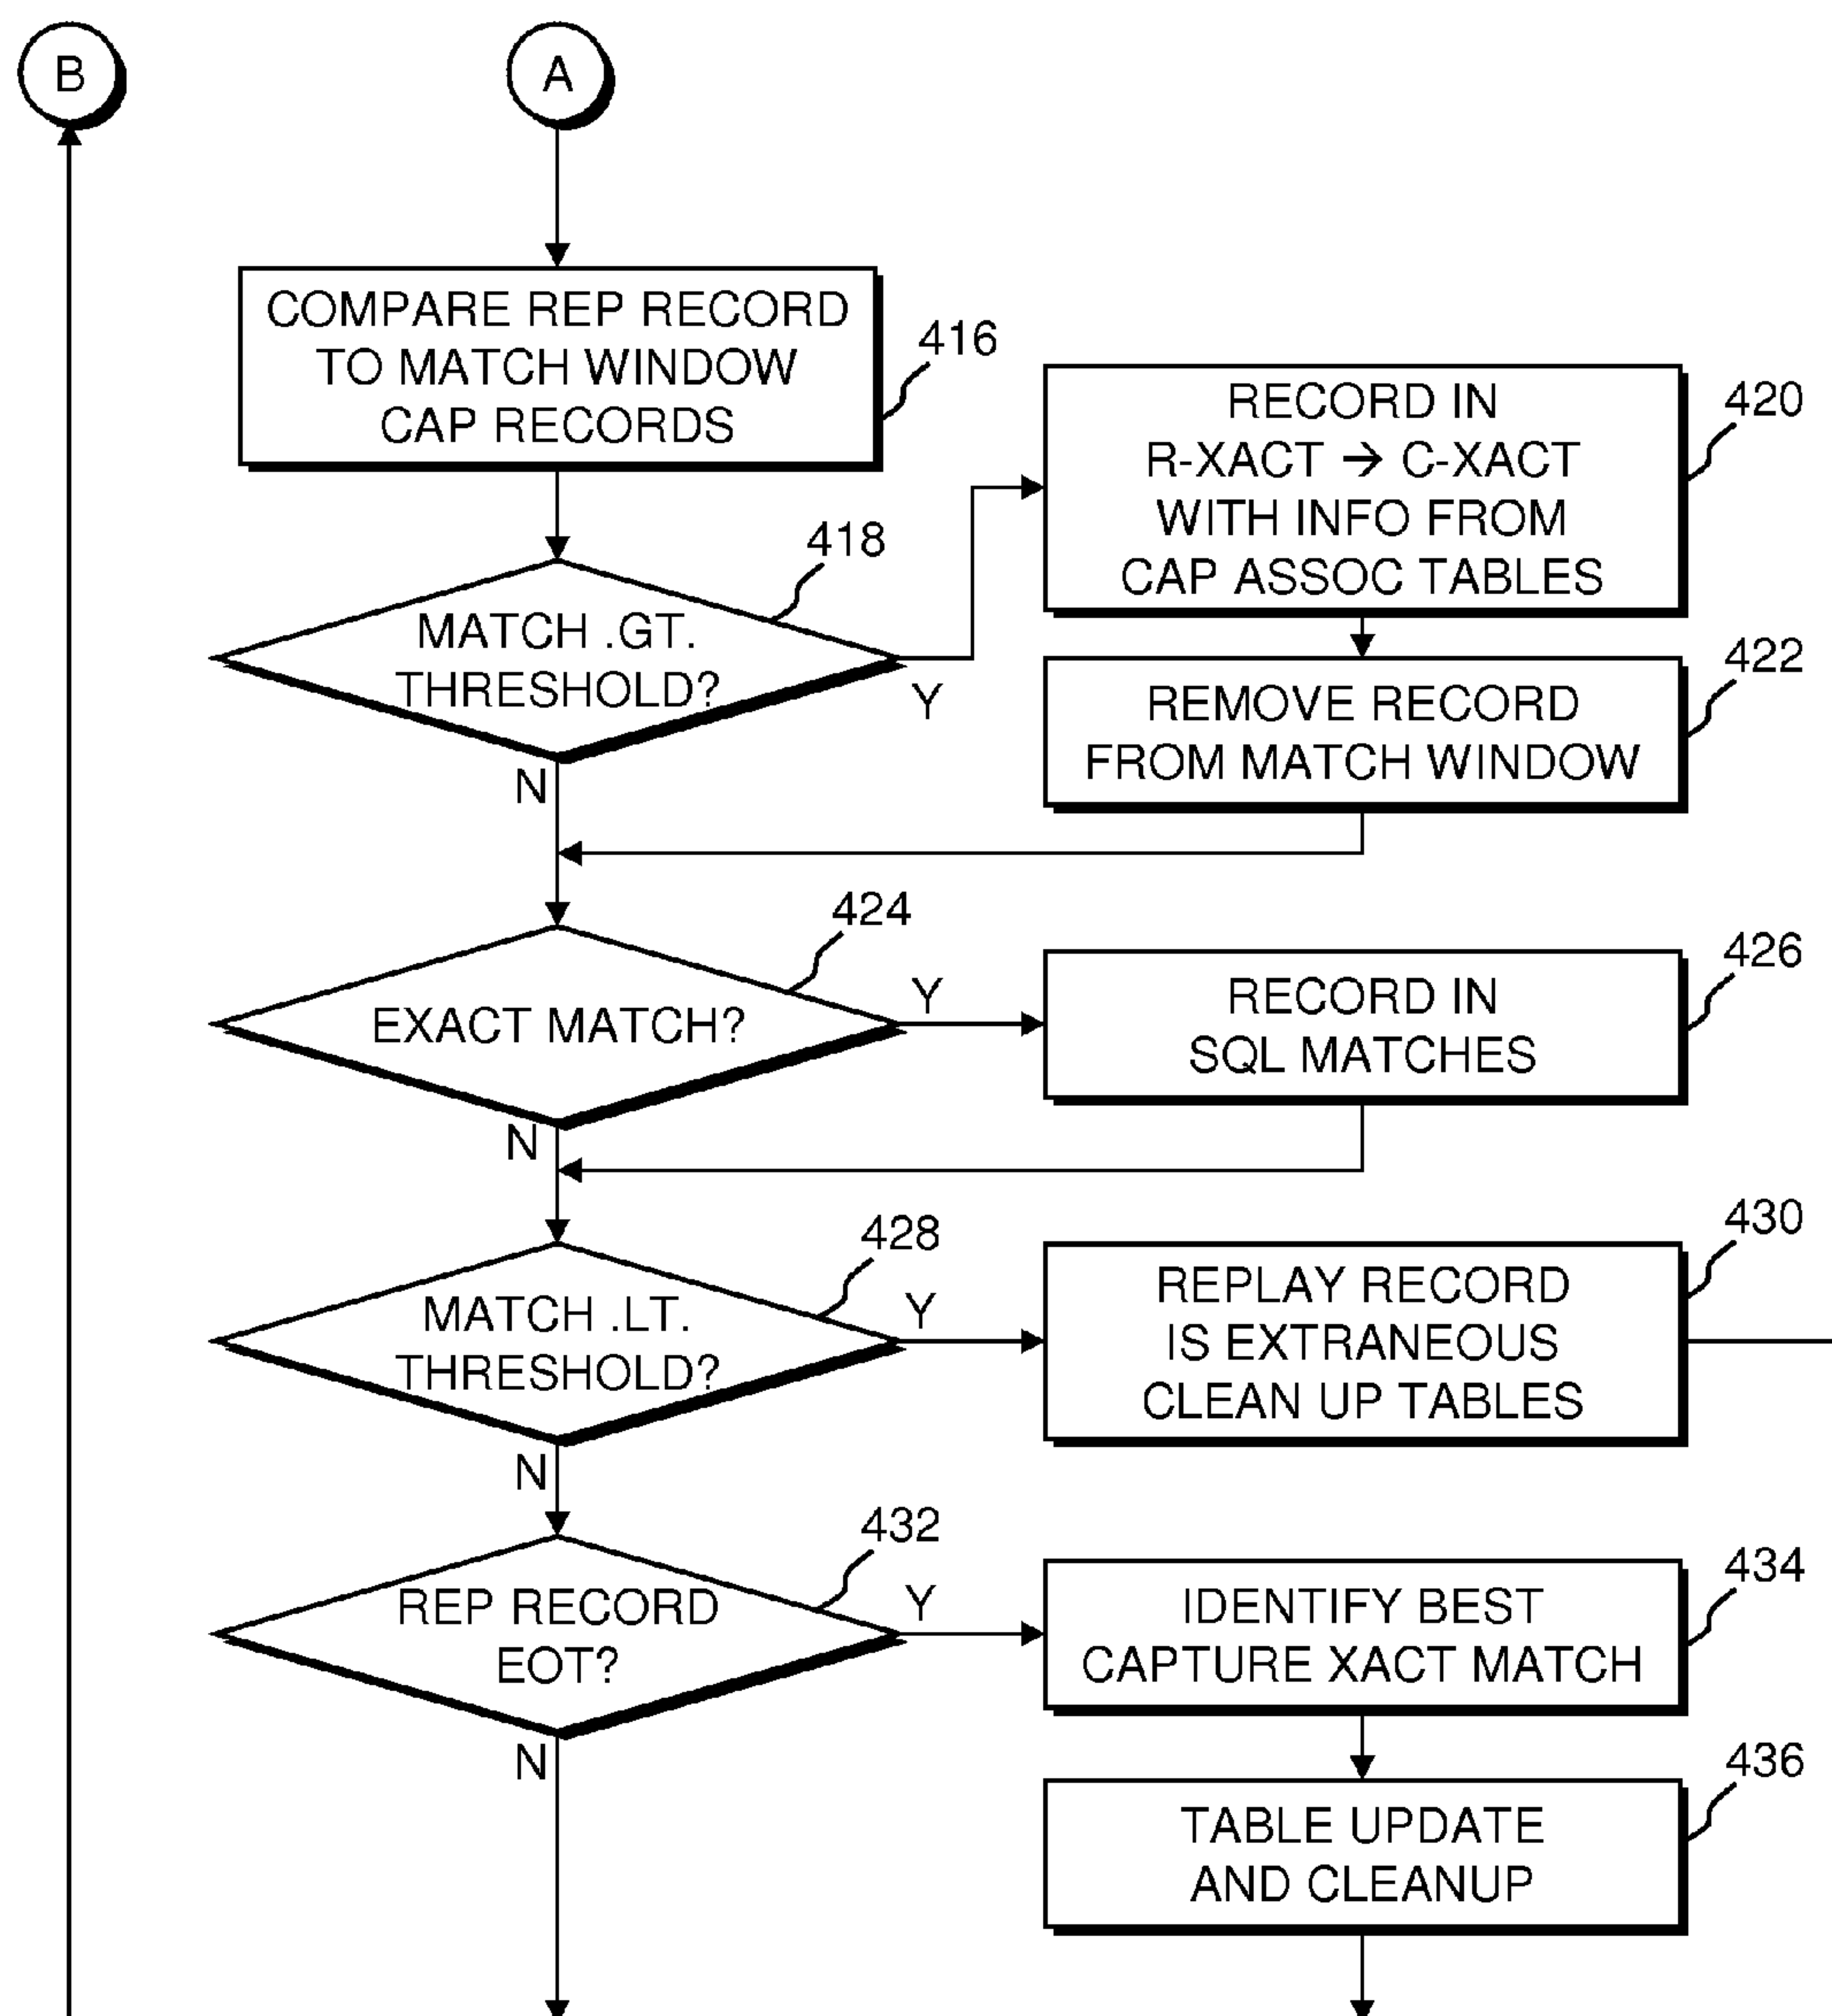 B
A
COMPARE REP RECORD
TO MATCH WINDOW
CAP RECORDS
416
RECORD IN
R-XACT → C-XACT
WITH INFO FROM
CAP ASSOC TABLES
420
418
MATCH .GT.
THRESHOLD?
Y
N
REMOVE RECORD
FROM MATCH WINDOW
422
424
EXACT MATCH?
Y
N
RECORD IN
SQL MATCHES
426
428
MATCH .LT.
THRESHOLD?
Y
N
REPLAY RECORD
IS EXTRANEOUS
CLEAN UP TABLES
430
432
REP RECORD
EOT?
Y
N
IDENTIFY BEST
CAPTURE XACT MATCH
434
TABLE UPDATE
AND CLEANUP
436